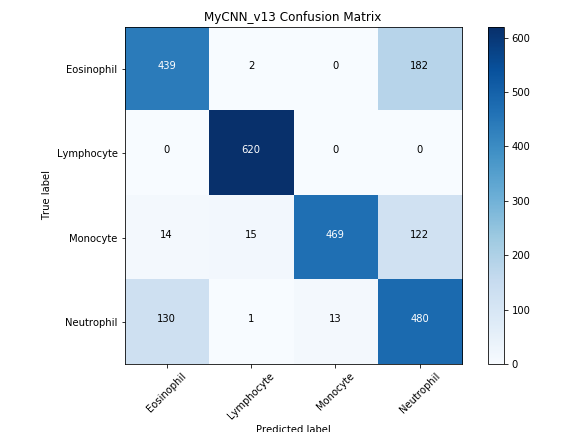 MyCNN_v13 Confusion Matrix
Eosinophil 439 2 0 182
Lymphocyte 0 620 0 0
Monocyte 14 15 469 122
Neutrophil 130 1 13 480
True label
Eosinophil Lymphocyte Monocyte Neutrophil
Predicted label
600
500
400
300
200
100
0